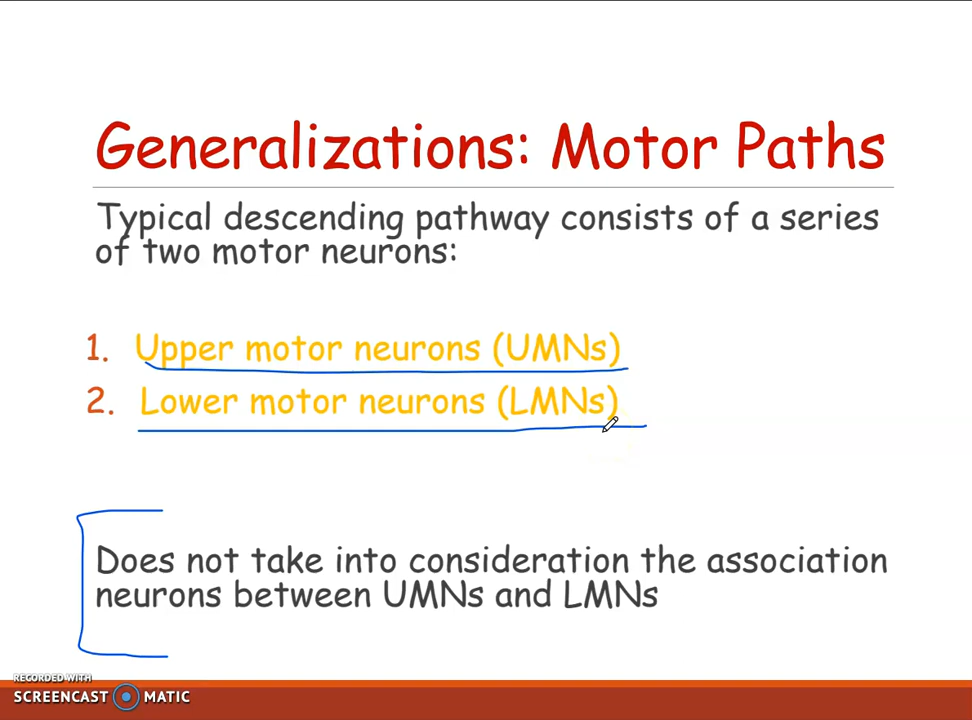 Generalizations: Motor Paths
Typical descending pathway consists of a series
of two motor neurons:
1. Upper motor neurons (UMNs)
2. Lower motor neurons (LMNs)
Does not take into consideration the association
neurons between UMNs and LMNs
RECORDED WITH
SCREENCAST MATIC